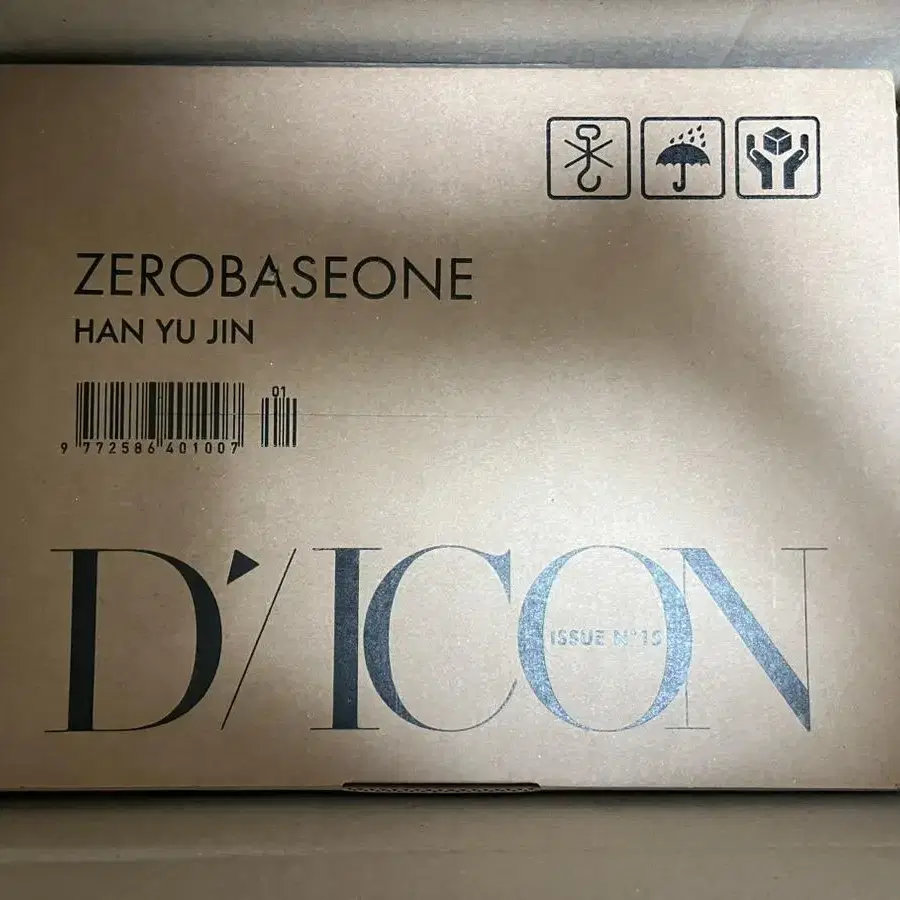 ZEROBASEONE
HAN YU JIN
01
9 772586 401007
D'/ICON
ISSUE N°15